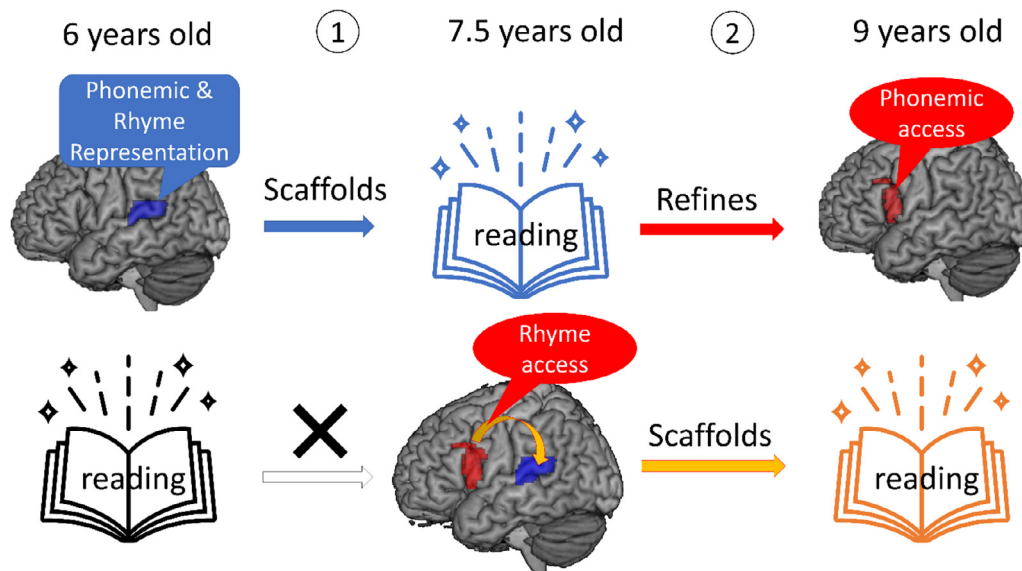 6 years old
1
7.5 years old
2
9 years old
Phonemic &
Rhyme
Representation
Scaffolds
reading
Refines
Phonemic
access
reading
Rhyme
access
Scaffolds
reading